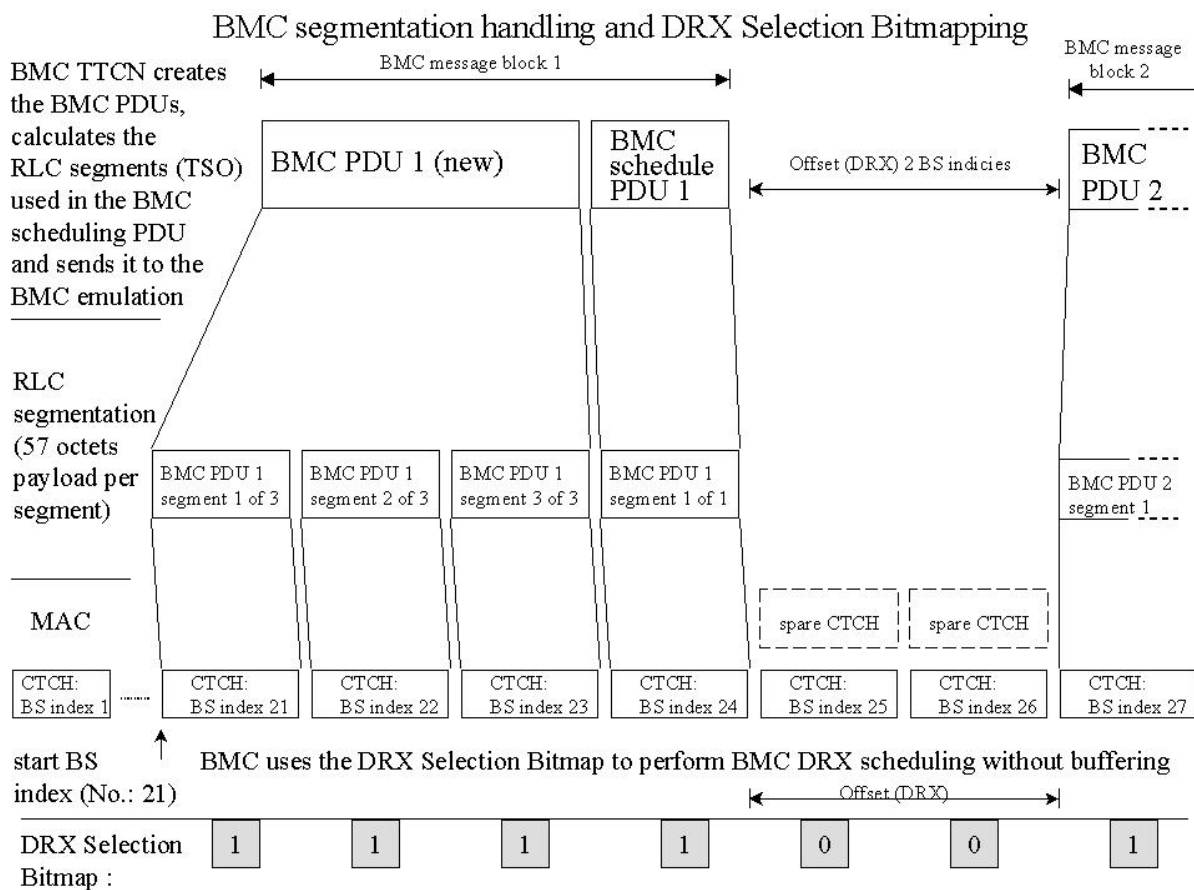 BMC segmentation handling and DRX Selection Bitmapping
BMC message block 1
BMC message
block 2
BMC TTCN creates
the BMC PDUs,
calculates the
RLC segments (TSO)
used in the BMC
scheduling PDU
and sends it to the
BMC emulation
BMC PDU 1 (new)
BMC
schedule
PDU 1
Offset (DRX) 2 BS indicies
BMC
PDU 2
RLC
segmentation
(57 octets
payload per
segment)
BMC PDU 1
segment 1 of 3
BMC PDU 1
segment 2 of 3
BMC PDU 1
segment 3 of 3
BMC PDU 1
segment 1 of 1
BMC PDU 2
segment 1
MAC
spare CTCH
spare CTCH
CTCH:
BS index 1
CTCH:
BS index 21
CTCH:
BS index 22
CTCH:
BS index 23
CTCH:
BS index 24
CTCH:
BS index 25
CTCH:
BS index 26
CTCH:
BS index 27
start BS
index (No.: 21)
BMC uses the DRX Selection Bitmap to perform BMC DRX scheduling without buffering
Offset (DRX)
DRX Selection
Bitmap :
1 1 1 1 0 0 1